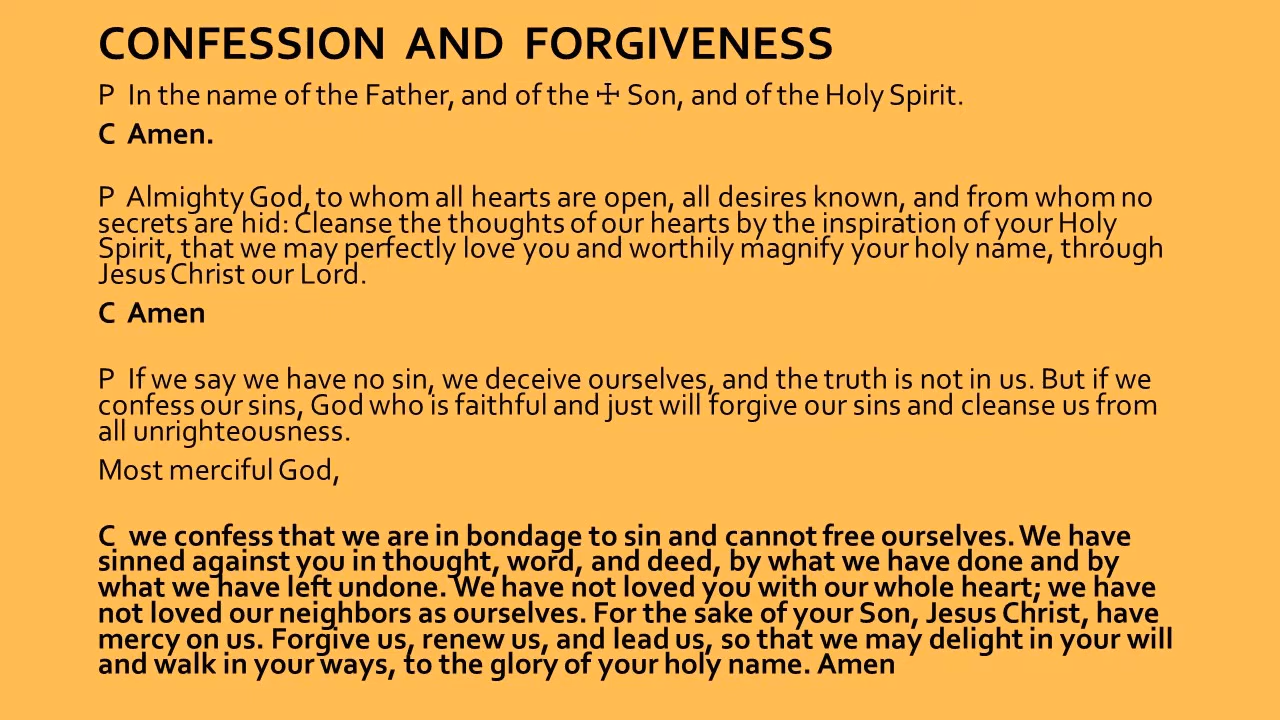 CONFESSION AND FORGIVENESS
P In the name of the Father, and of the ☩ Son, and of the Holy Spirit.
C Amen.
P Almighty God, to whom all hearts are open, all desires known, and from whom no
secrets are hid: Cleanse the thoughts of our hearts by the inspiration of your Holy
Spirit, that we may perfectly love you and worthily magnify your holy name, through
Jesus Christ our Lord.
C Amen
P If we say we have no sin, we deceive ourselves, and the truth is not in us. But if we
confess our sins, God who is faithful and just will forgive our sins and cleanse us from
all unrighteousness.
Most merciful God,
C we confess that we are in bondage to sin and cannot free ourselves. We have
sinned against you in thought, word, and deed, by what we have done and by
what we have left undone. We have not loved you with our whole heart; we have
not loved our neighbors as ourselves. For the sake of your Son, Jesus Christ, have
mercy on us. Forgive us, renew us, and lead us, so that we may delight in your will
and walk in your ways, to the glory of your holy name. Amen